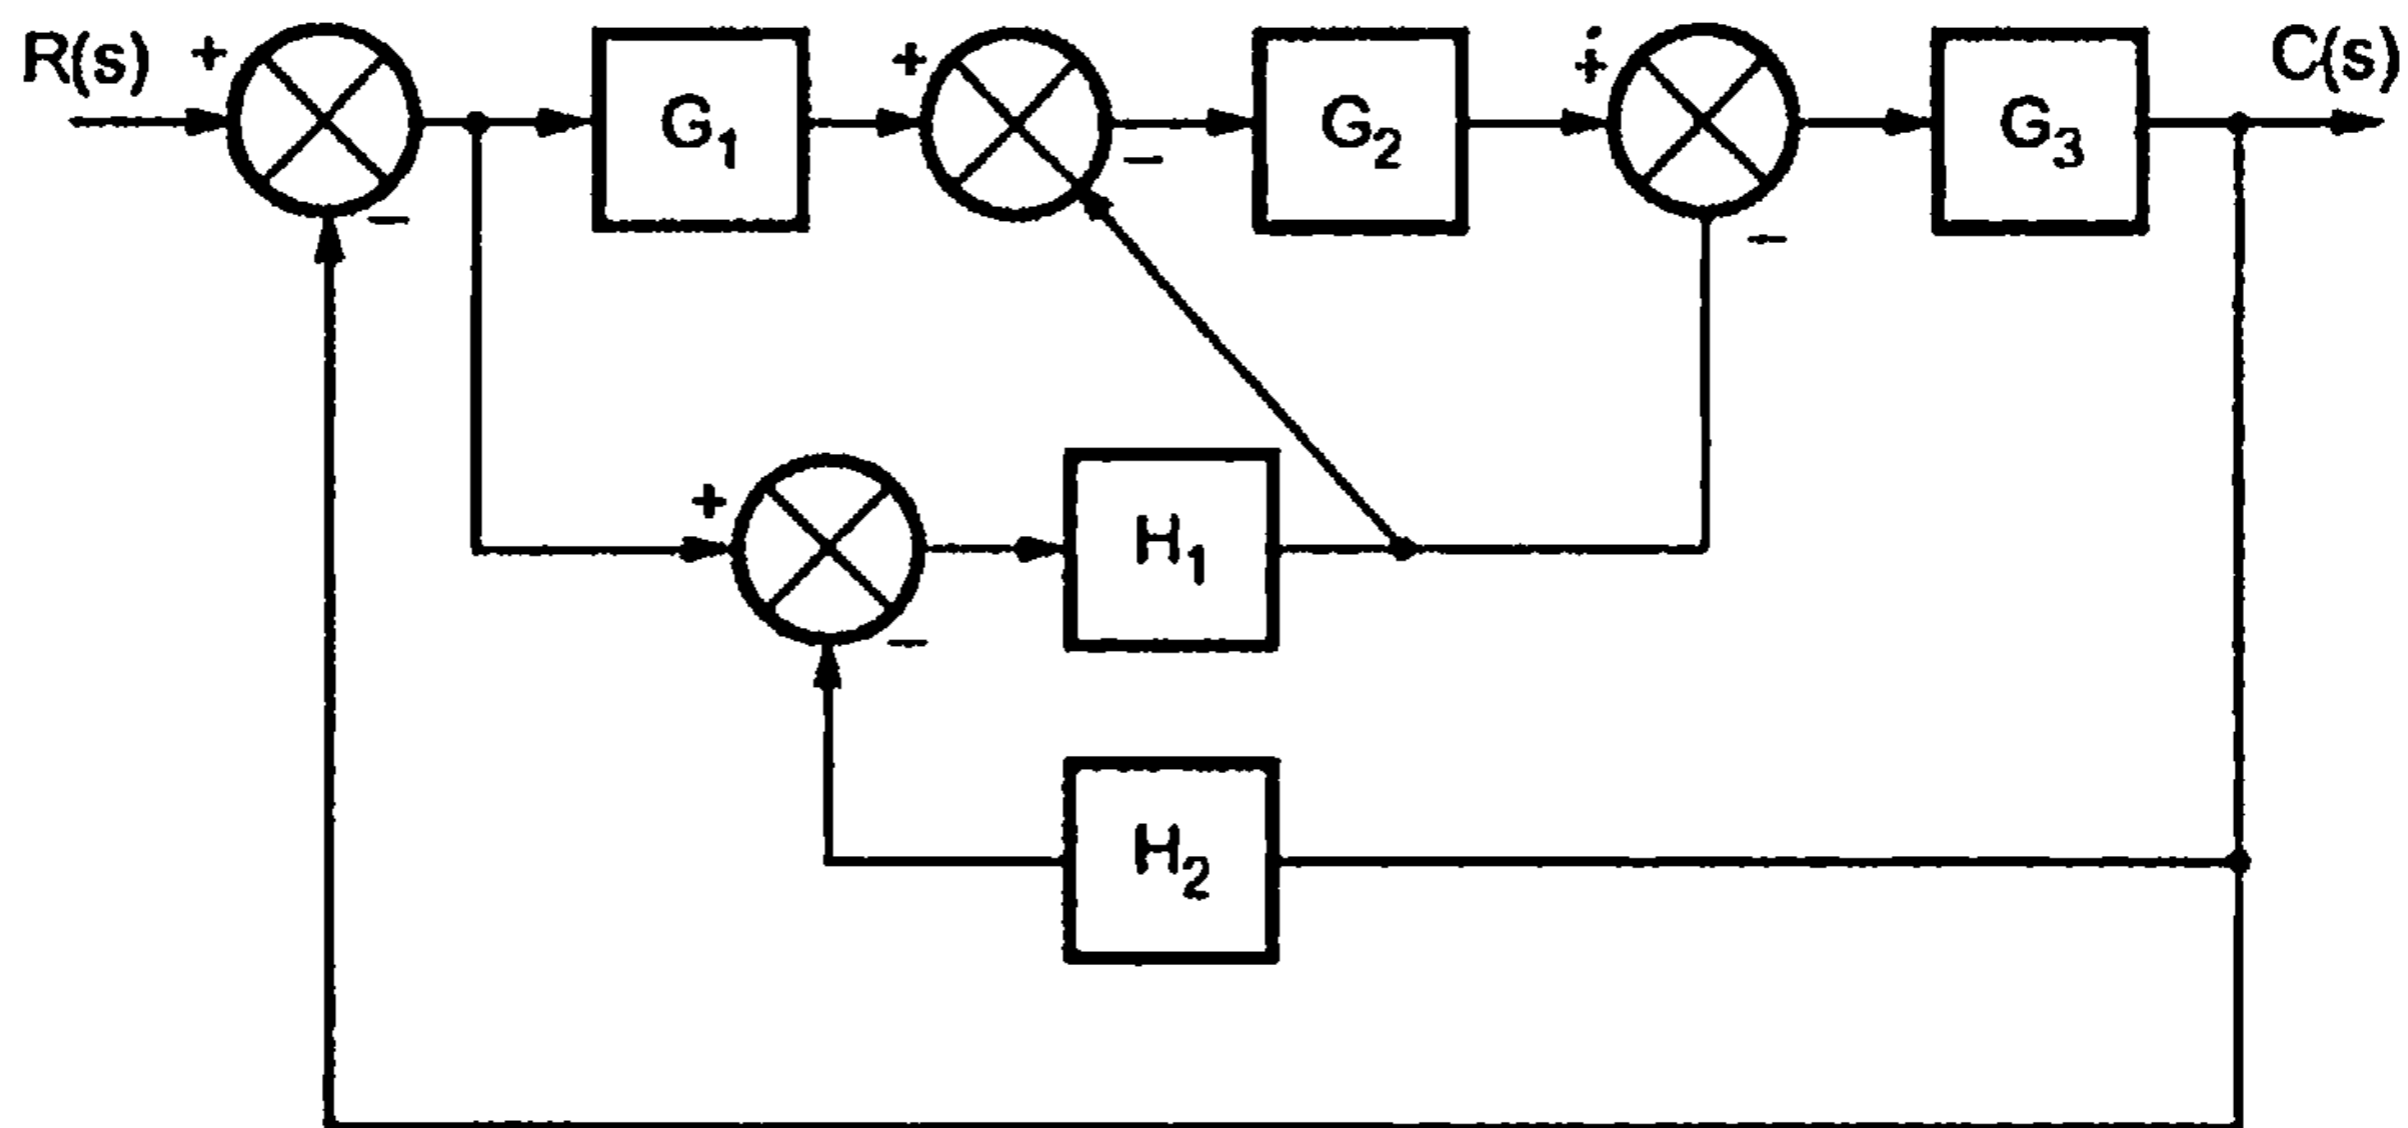 R(s) + G₁ + G₂ + G₃ C(s)
− − −
+ H₁
−
H₂